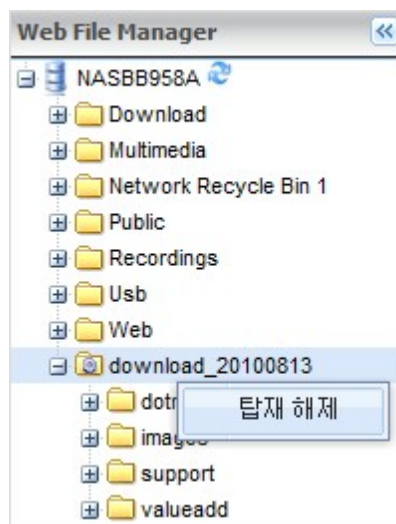 Web File Manager
NASBB958A
Download
Multimedia
Network Recycle Bin 1
Public
Recordings
Usb
Web
download_20100813
탑재 해제
support
valueadd